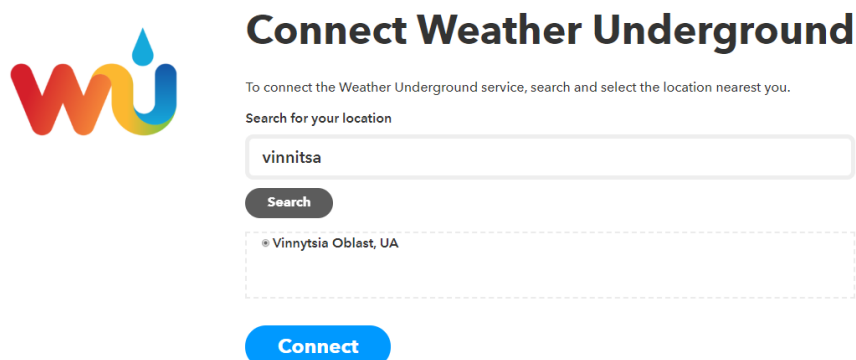 wu
Connect Weather Underground
To connect the Weather Underground service, search and select the location nearest you.
Search for your location
vinnitsa
Search
Vinnytsia Oblast, UA
Connect